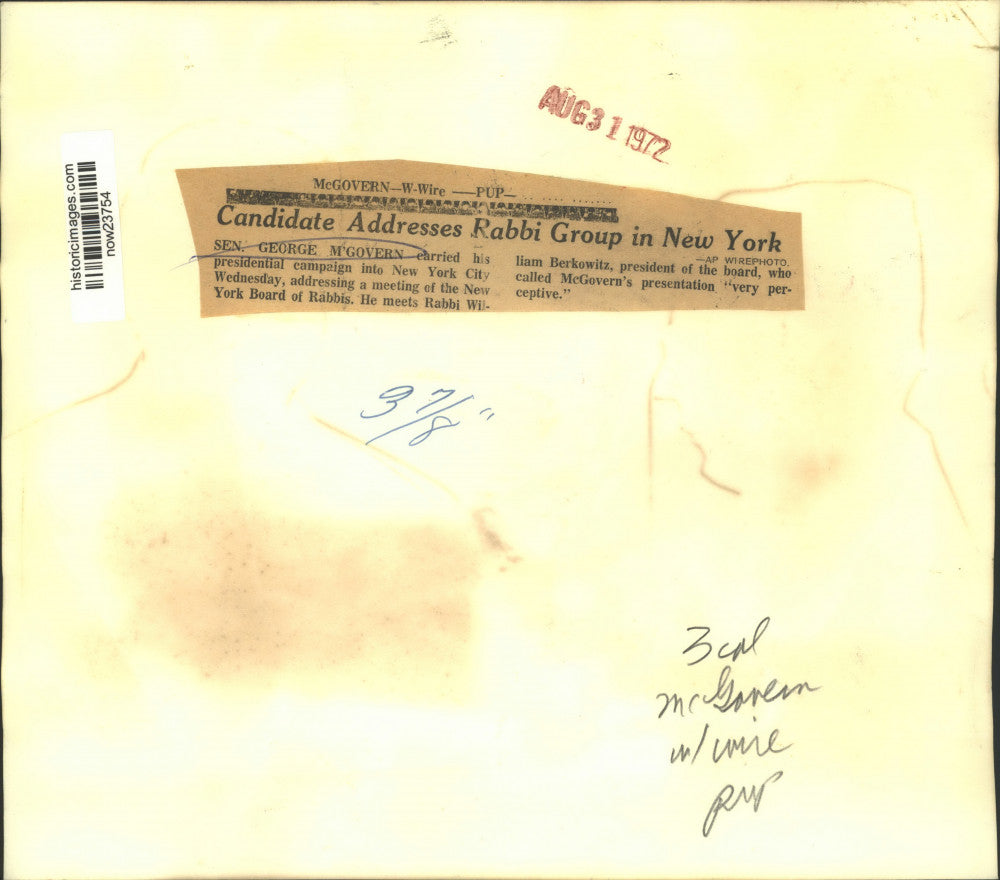 AUG 31 1972
historicimages.com
now23754
McGOVERN—W-Wire ——PUP—
Candidate Addresses Rabbi Group in New York
—AP WIREPHOTO.
SEN. GEORGE M'GOVERN carried his
presidential campaign into New York City
Wednesday, addressing a meeting of the New
York Board of Rabbis. He meets Rabbi Wil-
liam Berkowitz, president of the board, who
called McGovern's presentation "very per-
ceptive."
3 7/8"
3 col
McGovern
w/ wire
pup